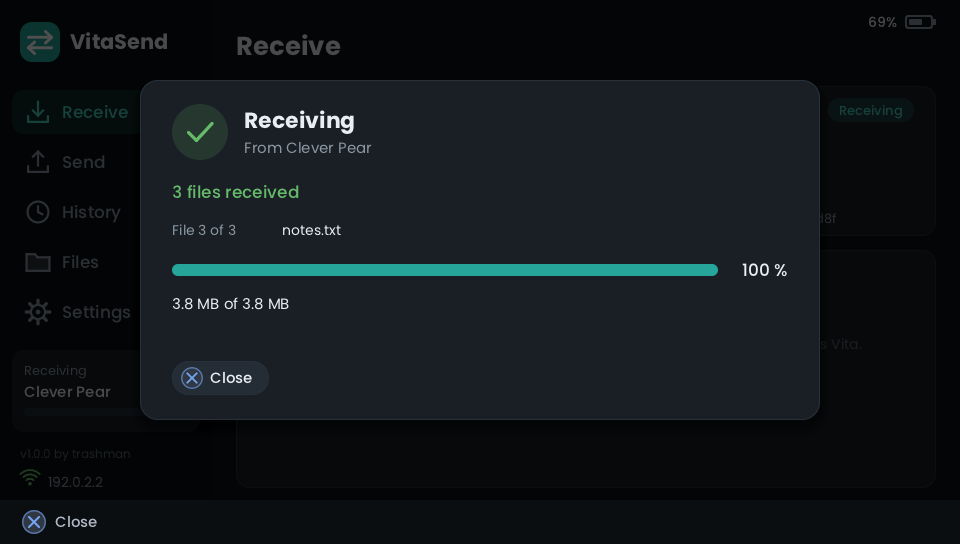 VitaSend
Receive
69%
Receive
Send
History
Files
Settings
Receiving
Clever Pear
v1.0.0 by trashman
192.0.2.2
Receiving
d8f
s Vita.
Receiving
From Clever Pear
3 files received
File 3 of 3 notes.txt
100 %
3.8 MB of 3.8 MB
Close
Close